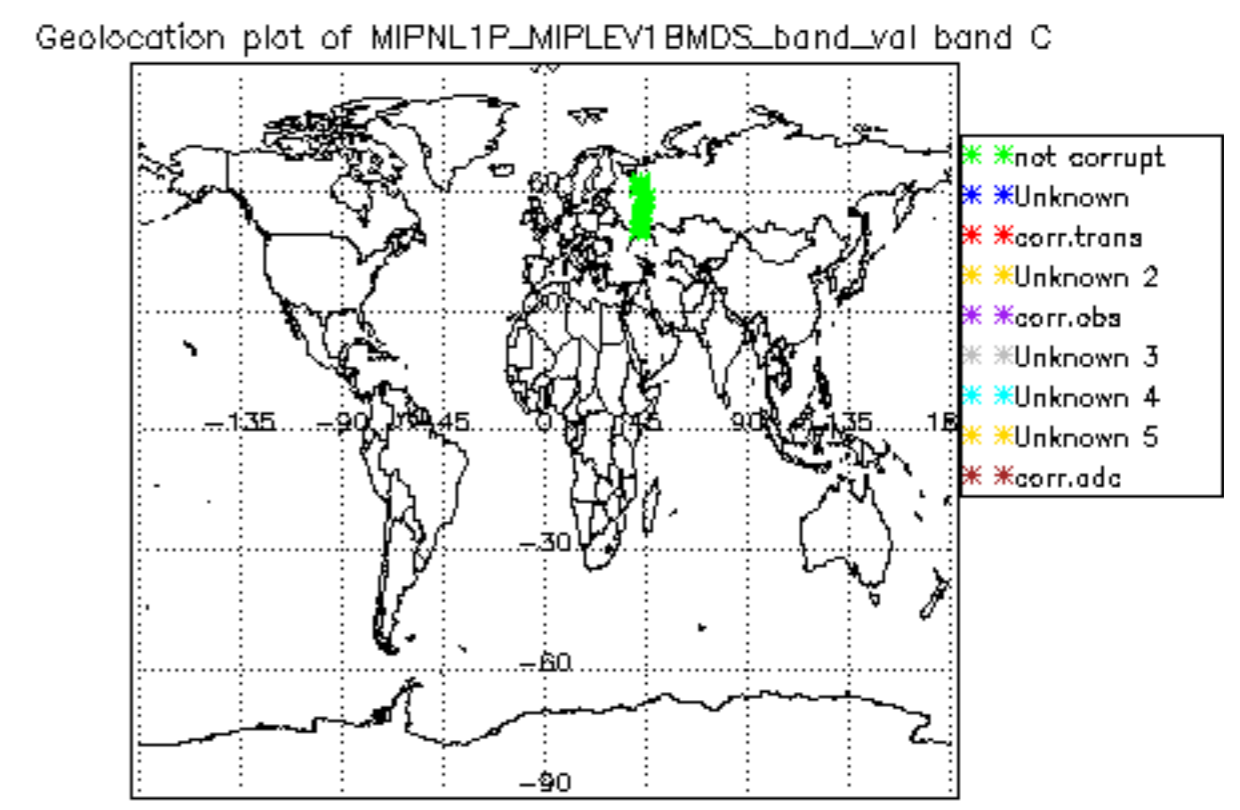 Geolocation plot of MIPNL1P_MIPLEV1BMDS_band_val band C
90
not corrupt
60
Unknown
corr.trans
Unknown 2
30
corr.obs
Unknown 3
Unknown 4
-135 -90 -45 0 45 90 135
Unknown 5
corr.adc
-30
-60
-90